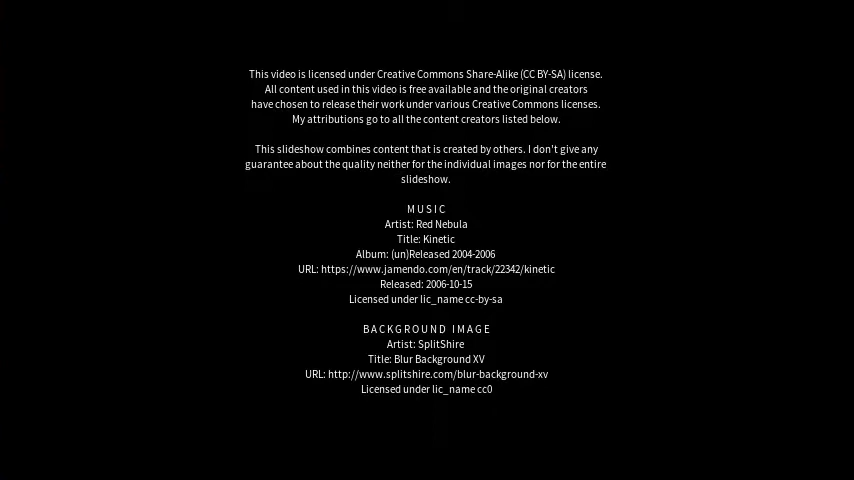 This video is licensed under Creative Commons Share-Alike (CC BY-SA) license.
All content used in this video is free available and the original creators
have chosen to release their work under various Creative Commons licenses.
My attributions go to all the content creators listed below.
This slideshow combines content that is created by others. I don't give any
guarantee about the quality neither for the individual images nor for the entire
slideshow.
MUSIC
Artist: Red Nebula
Title: Kinetic
Album: (un)Released 2004-2006
URL: https://www.jamendo.com/en/track/22342/kinetic
Released: 2006-10-15
Licensed under lic_name cc-by-sa
BACKGROUND IMAGE
Artist: SplitShire
Title: Blur Background XV
URL: http://www.splitshire.com/blur-background-xv
Licensed under lic_name cc0